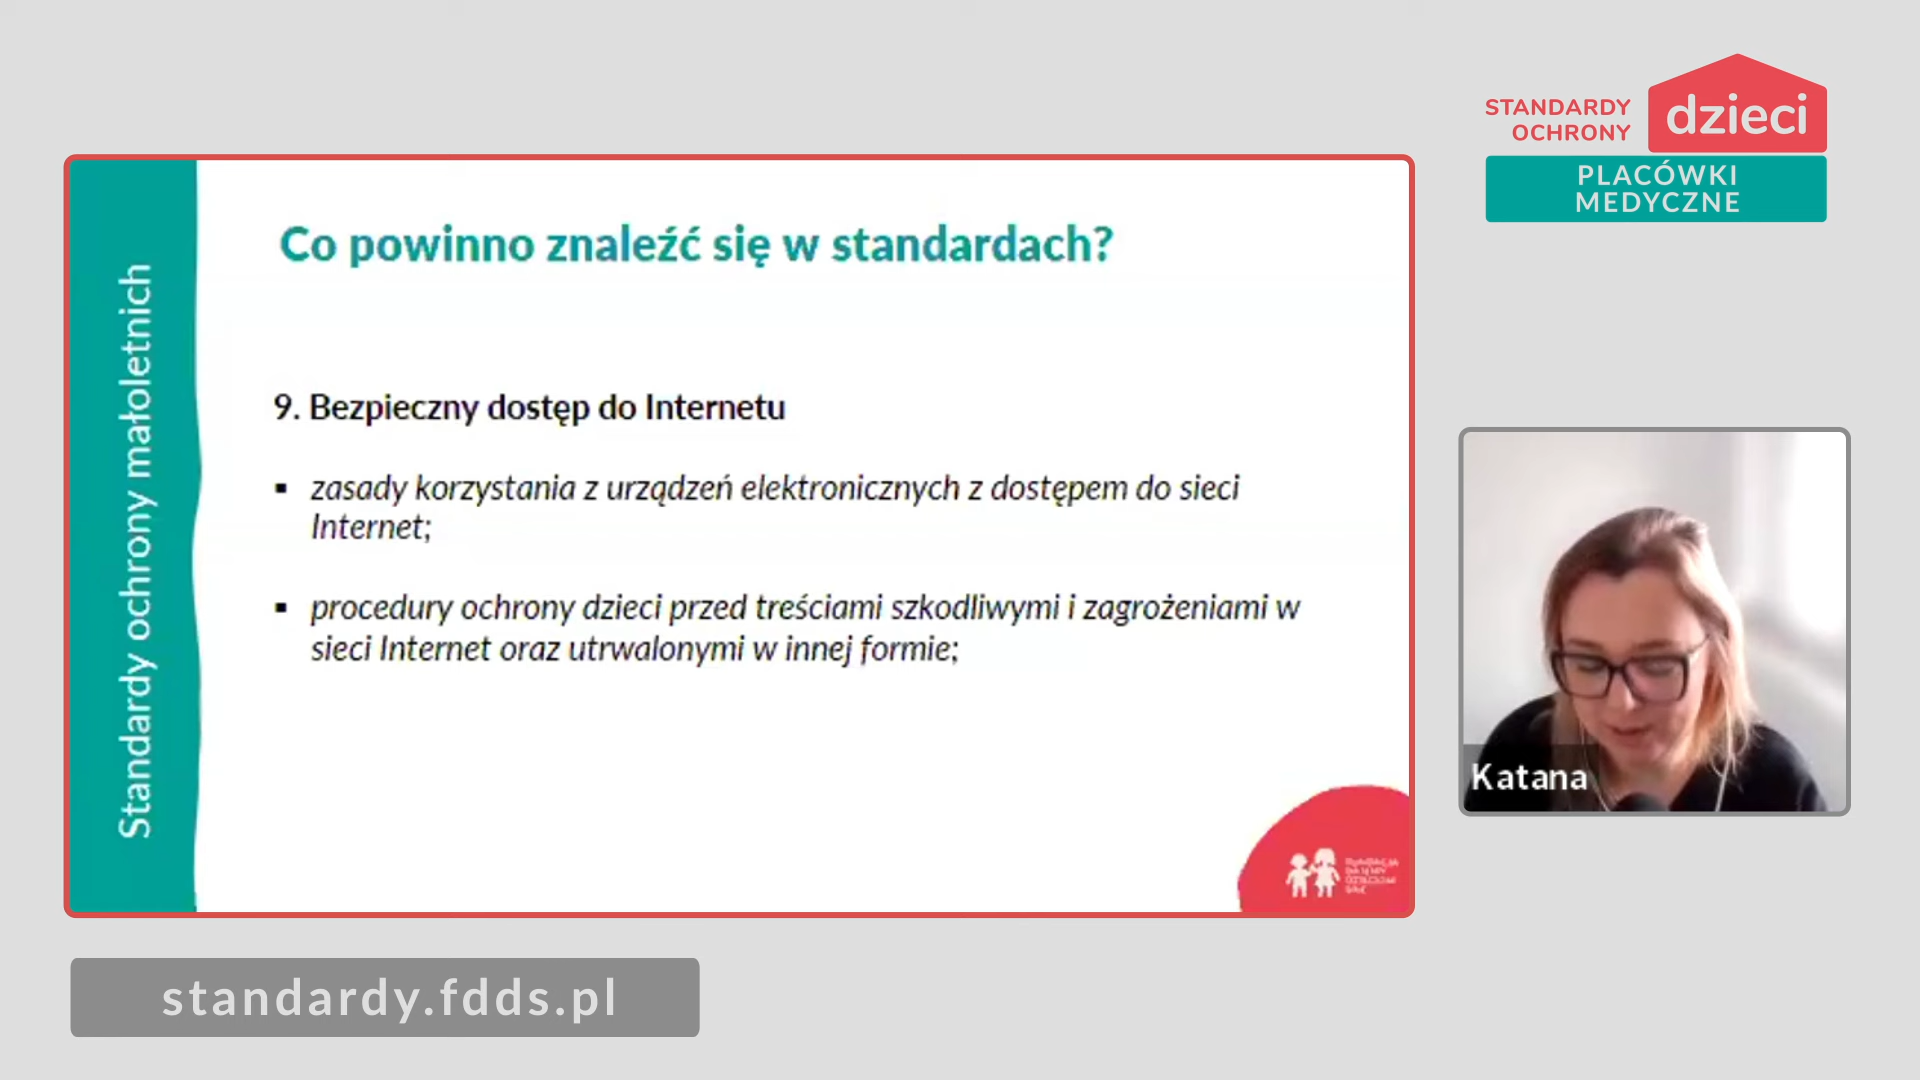 STANDARDY
OCHRONY
dzieci
PLACÓWKI
MEDYCZNE
Standardy ochrony małoletnich
Co powinno znaleźć się w standardach?
9. Bezpieczny dostęp do Internetu
▪ zasady korzystania z urządzeń elektronicznych z dostępem do sieci
Internet;
▪ procedury ochrony dzieci przed treściami szkodliwymi i zagrożeniami w
sieci Internet oraz utrwalonymi w innej formie;
Katana
standardy.fdds.pl